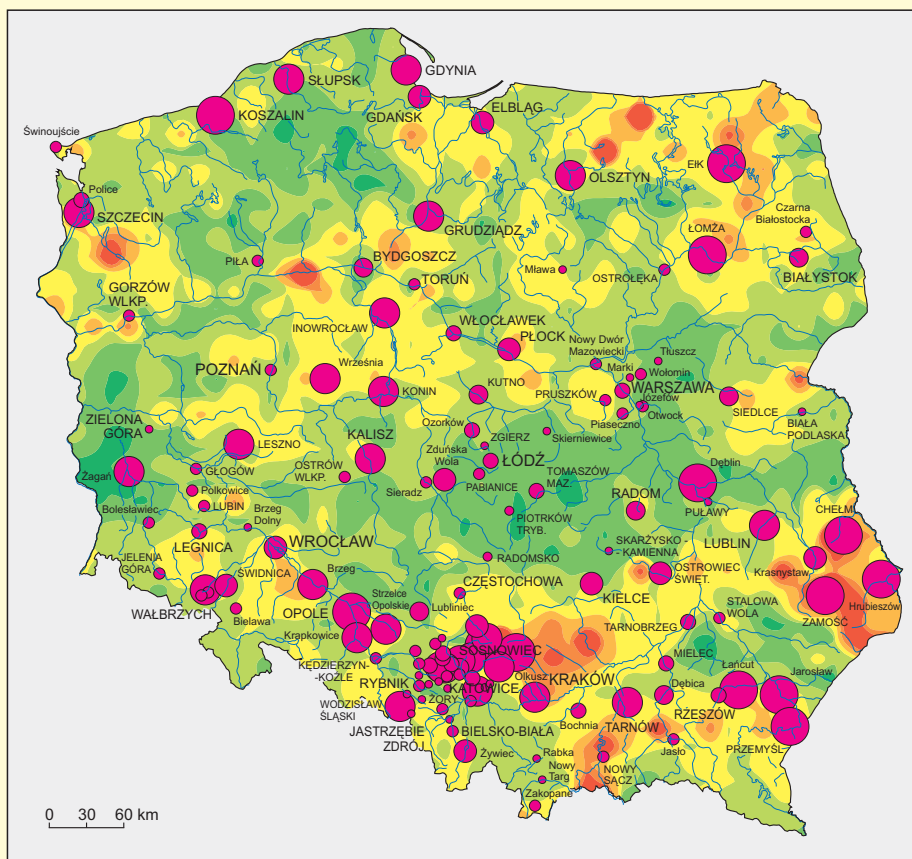 GDYNIA
SŁUPSK
KOSZALIN
GDAŃSK
ELBLĄG
Świnoujście
Ełk
OLSZTYN
Police
SZCZECIN
GRUDZIĄDZ
Czarna
Białostocka
ŁOMŻA
BYDGOSZCZ
PIŁA
Mława
OSTROŁĘKA
BIAŁYSTOK
TORUŃ
GORZÓW
WLKP.
INOWROCŁAW
WŁOCŁAWEK
PŁOCK
Nowy Dwór
Mazowiecki
Tłuszcz
Marki
Wołomin
POZNAŃ
Września
KONIN
KUTNO
WARSZAWA
PRUSZKÓW
Józefów
Otwock
Piaseczno
SIEDLCE
BIAŁA
PODLASKA
ZIELONA
GÓRA
LESZNO
KALISZ
Ozorków
ZGIERZ
Skierniewice
Zduńska
Wola
ŁÓDŹ
Żagań
GŁOGÓW
OSTRÓW
WLKP.
Sieradz
PABIANICE
TOMASZÓW
MAZ.
Dęblin
Polkowice
LUBIN
Brzeg
Dolny
PIOTRKÓW
TRYB.
RADOM
PUŁAWY
CHEŁM
Bolesławiec
LEGNICA
WROCŁAW
LUBLIN
JELENIA
GÓRA
RADOMSKO
SKARŻYSKO-
KAMIENNA
Krasnystaw
ŚWIDNICA
Brzeg
CZĘSTOCHOWA
KIELCE
OSTROWIEC
ŚWIĘT.
Hrubieszów
ZAMOŚĆ
WAŁBRZYCH
Bielawa
OPOLE
Strzelce
Opolskie
Lubliniec
STALOWA
WOLA
TARNOBRZEG
Krapkowice
SOSNOWIEC
KĘDZIERZYN-
KOŹLE
MIELEC
Łańcut
Jarosław
Olkusz
KRAKÓW
KATOWICE
RYBNIK
ŻORY
Dębica
RZESZÓW
WODZISŁAW
ŚLĄSKI
Bochnia
TARNÓW
JASTRZĘBIE
ZDRÓJ
BIELSKO-BIAŁA
PRZEMYŚL
Jasło
Żywiec
Rabka
Nowy
Targ
NOWY
SĄCZ
Zakopane
0 30 60 km